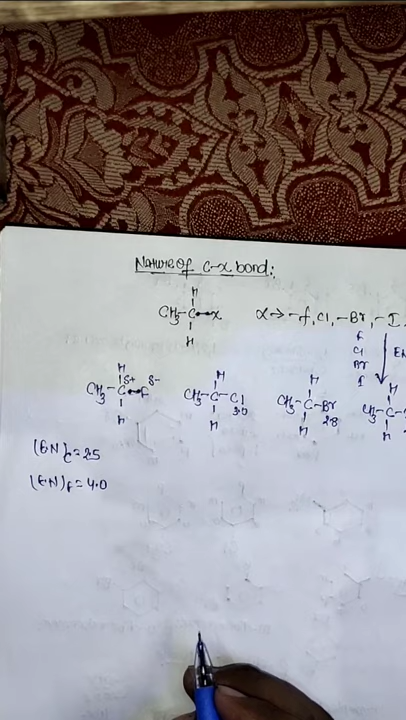 Nature of C-X bond:
H
CH3-C-X X→ -F, Cl, -Br, -I
H
F
Cl
Br
I
EN
H H H H
CH3-C-F CH3-C-Cl CH3-C-Br CH3-C-
δ+ δ- 3.0 2.8
H H H H
(EN)C=2.5
(EN)F=4.0